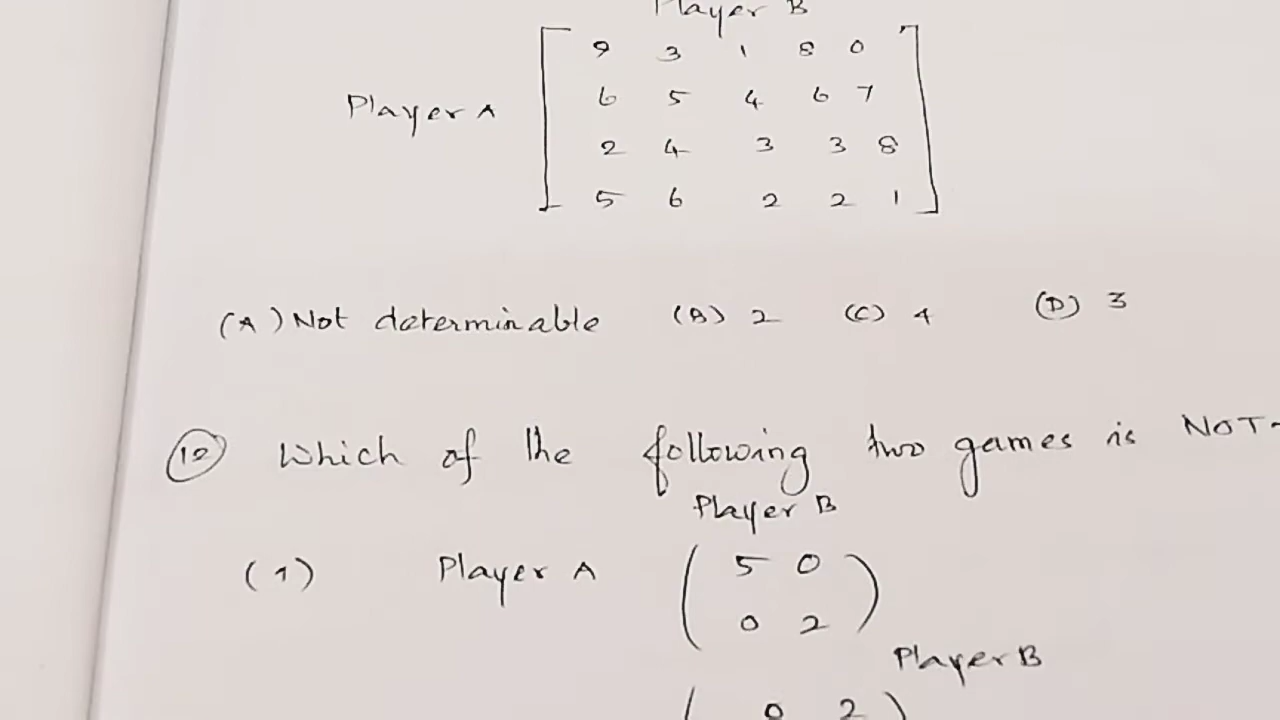 Player B
9 3 1 8 0
Player A
6 5 4 6 7
2 4 3 3 8
5 6 2 2 1
(A) Not determinable (B) 2 (C) 4 (D) 3
12 Which of the following two games is NOT
Player B
(1) Player A
5 0
0 2
Player B
0 2